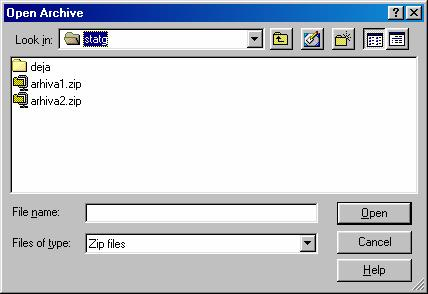 Open Archive
Look in: statg
deja
arhiva1.zip
arhiva2.zip
File name: Open
Files of type: Zip files Cancel
Help